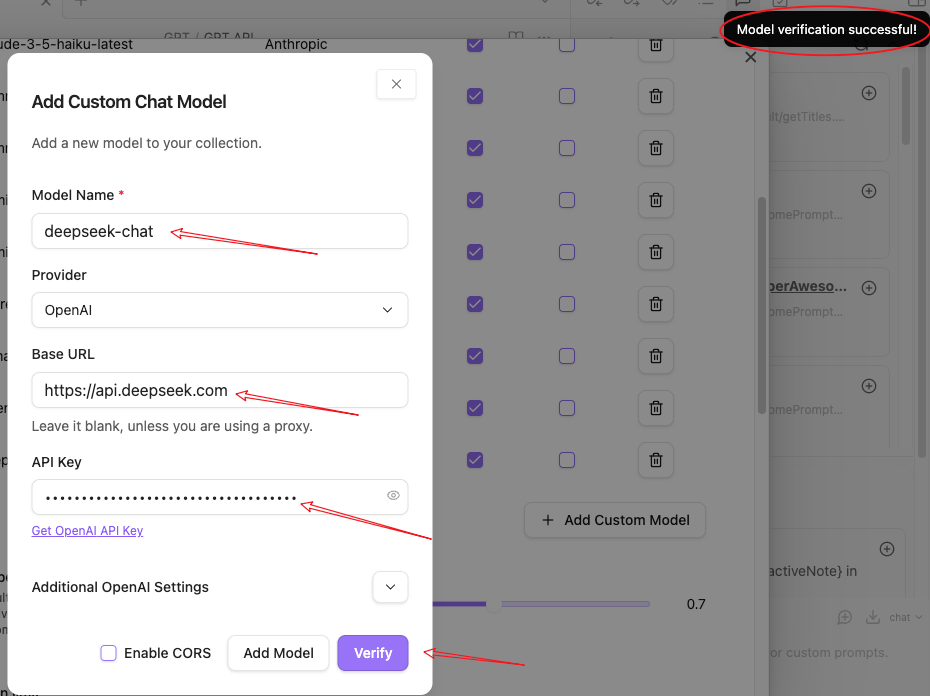 GPT / GPT API
Model verification successful!
ude-3-5-haiku-latest
Anthropic
Add Custom Chat Model
Add a new model to your collection.
Model Name *
deepseek-chat
Provider
OpenAI
Base URL
https://api.deepseek.com
Leave it blank, unless you are using a proxy.
API Key
Get OpenAI API Key
Additional OpenAI Settings
Enable CORS
Add Model
Verify
Add Custom Model
0.7
ult/getTitles....
omePrompt...
perAweso...
omePrompt...
omePrompt...
activeNote} in
chat
or custom prompts.